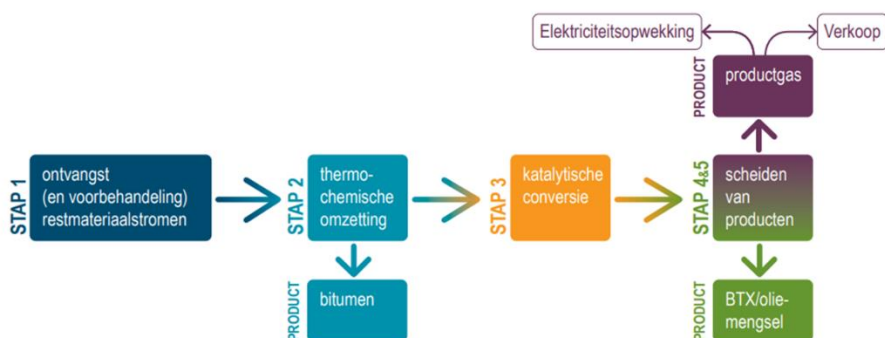 Elektriciteitsopwekking
Verkoop
PRODUCT
productgas
STAP 1
ontvangst
(en voorbehandeling)
restmateriaalstromen
STAP 2
thermo-
chemische
omzetting
STAP 3
katalytische
conversie
STAP 4&5
scheiden
van
producten
PRODUCT
bitumen
PRODUCT
BTX/olie-
mengsel